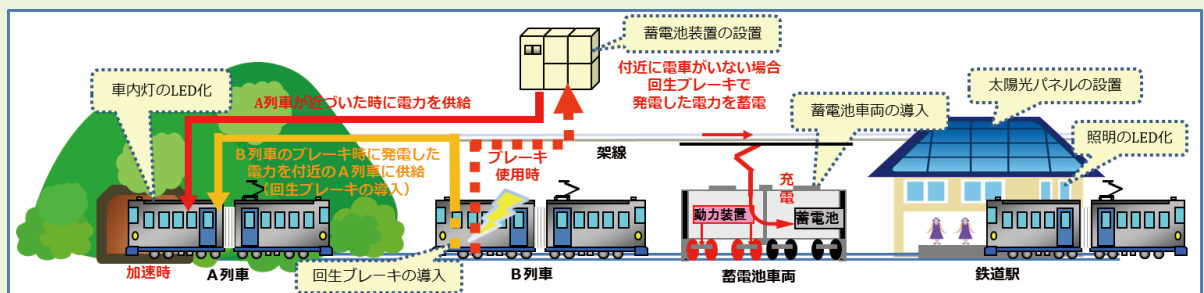 蓄電池装置の設置
付近に電車がいない場合
回生ブレーキで
発電した電力を蓄電
車内灯のLED化
A列車が近づいた時に電力を供給
蓄電池車両の導入
太陽光パネルの設置
照明のLED化
B列車のブレーキ時に発電した
電力を付近のA列車に供給
（回生ブレーキの導入）
ブレーキ
使用時
架線
充電
動力装置
蓄電池
加速時
A列車
回生ブレーキの導入
B列車
蓄電池車両
鉄道駅